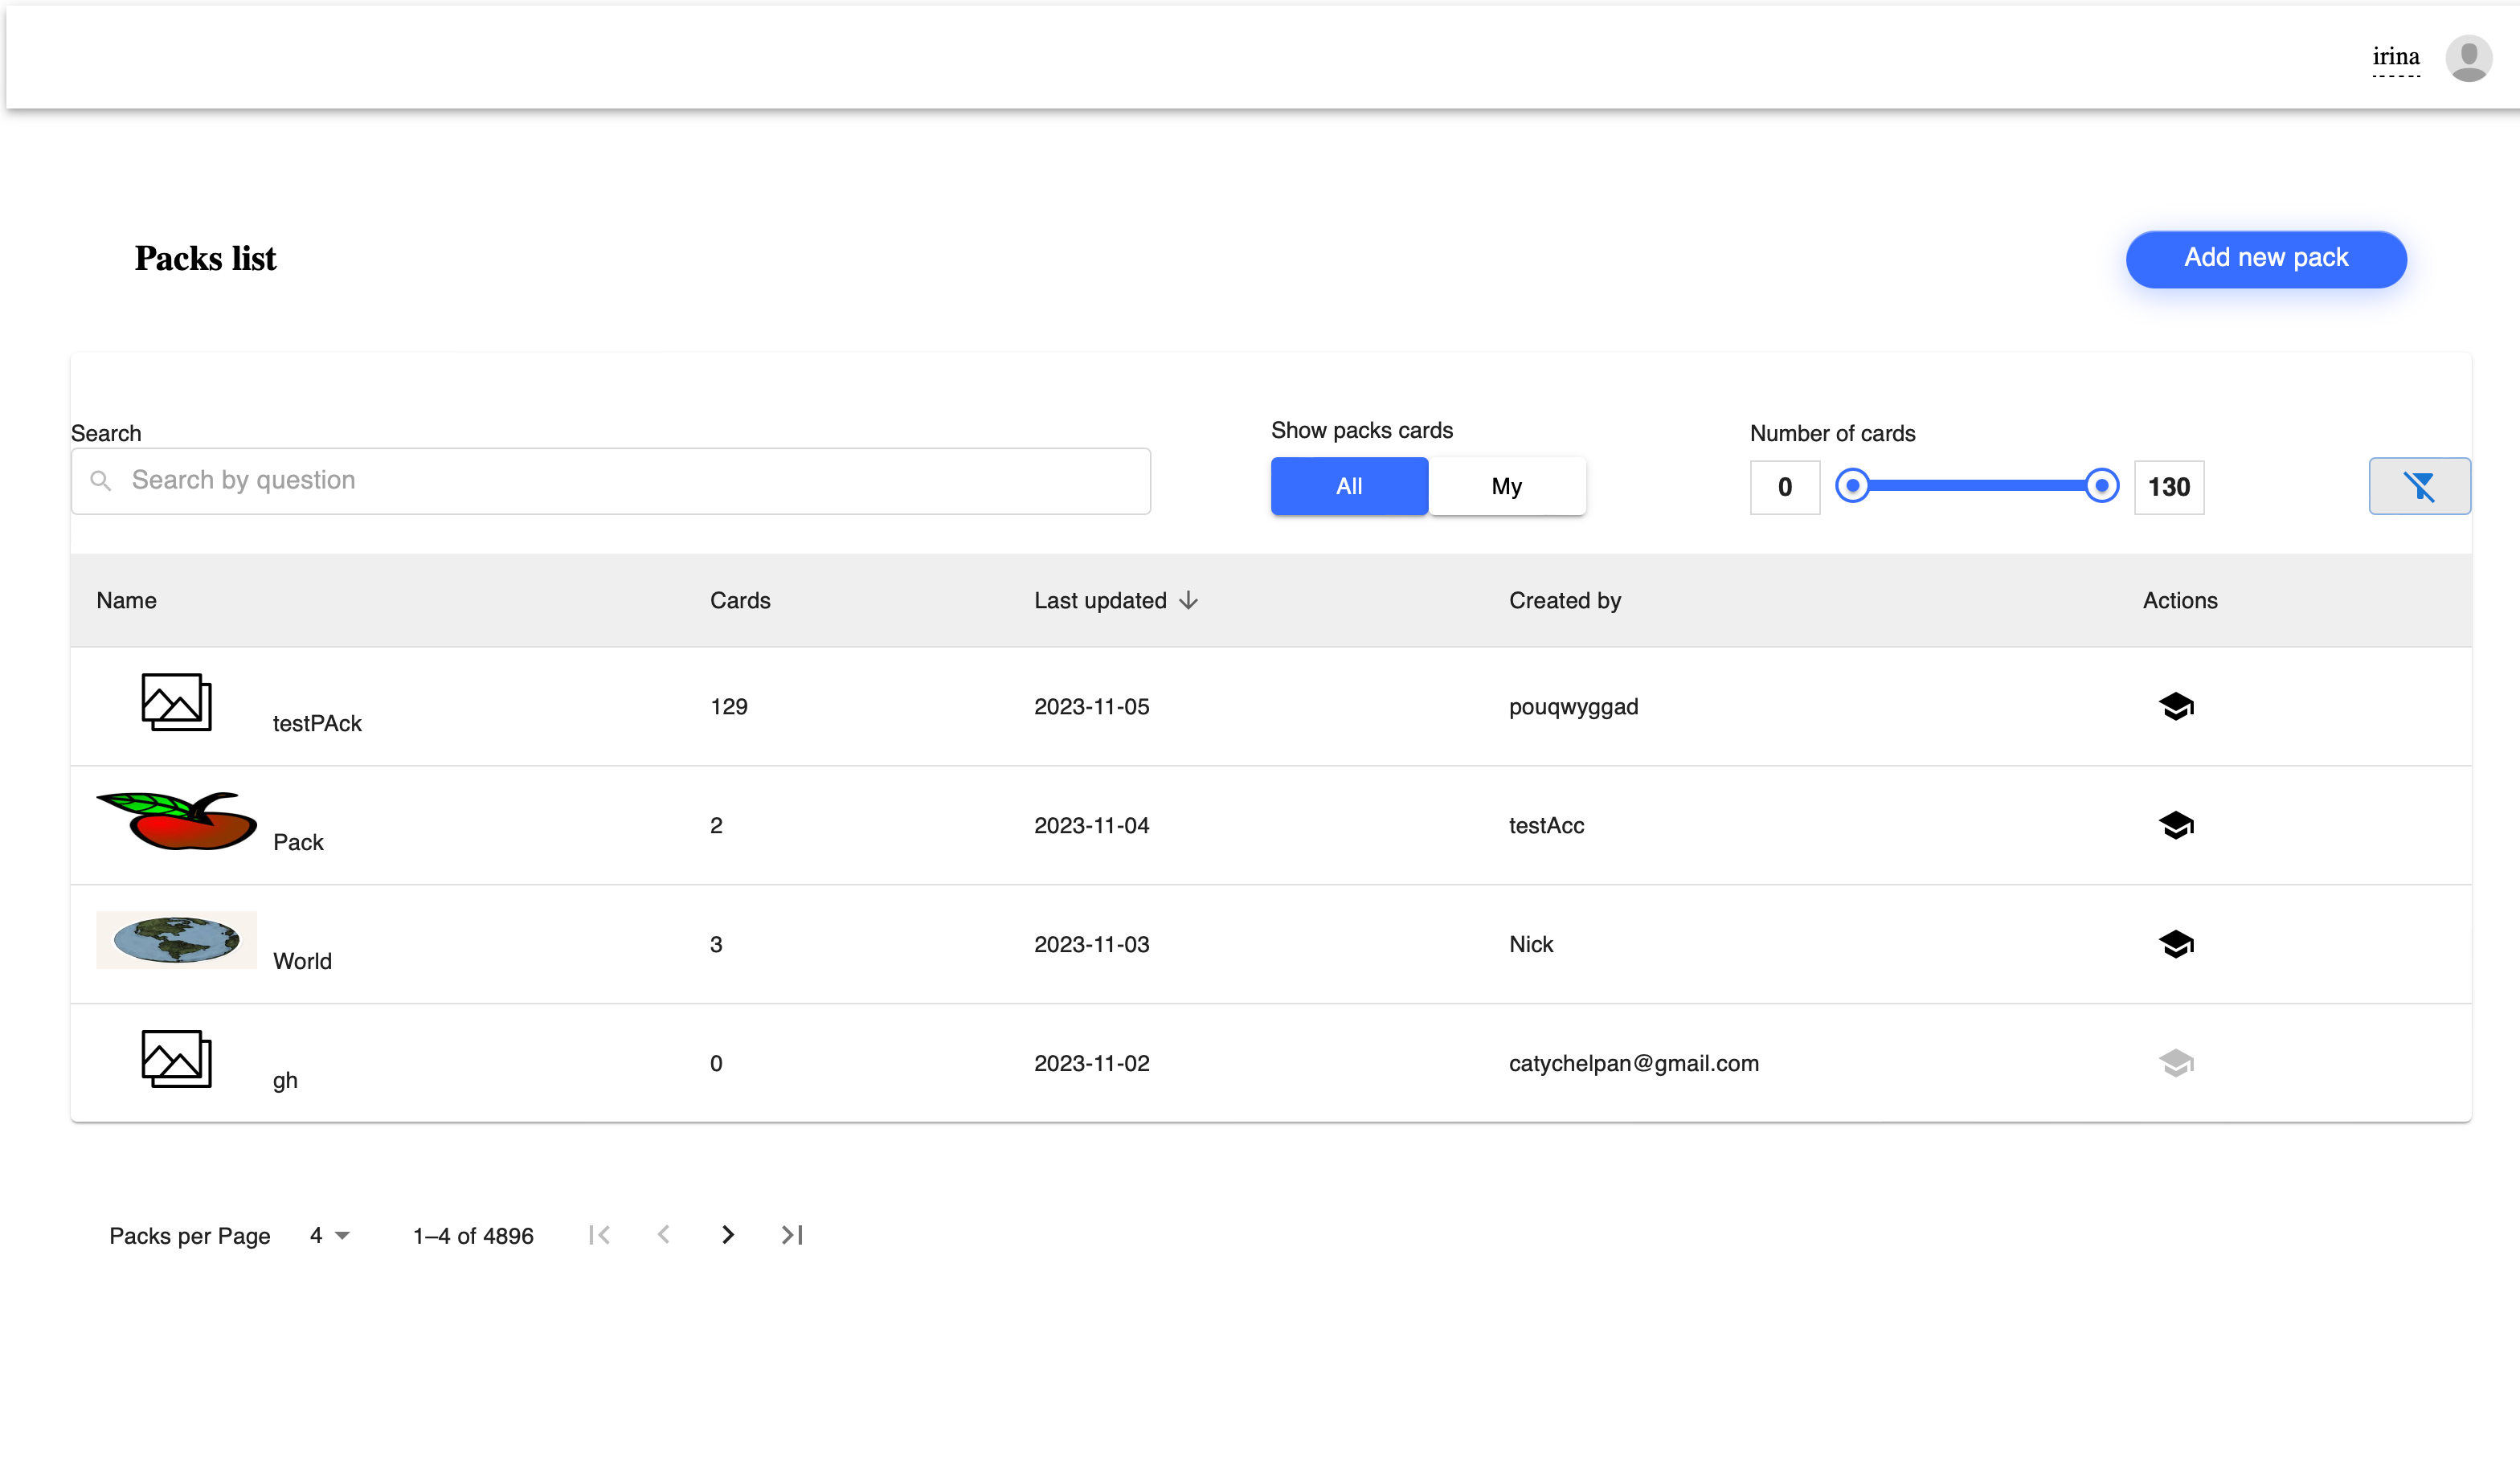 irina
Packs list
Add new pack
Search
Search by question
Show packs cards
All My
Number of cards
0 130
Name Cards Last updated Created by Actions
testPAck 129 2023-11-05 pouqwyggad
Pack 2 2023-11-04 testAcc
World 3 2023-11-03 Nick
gh 0 2023-11-02 catychelpan@gmail.com
Packs per Page 4 1–4 of 4896